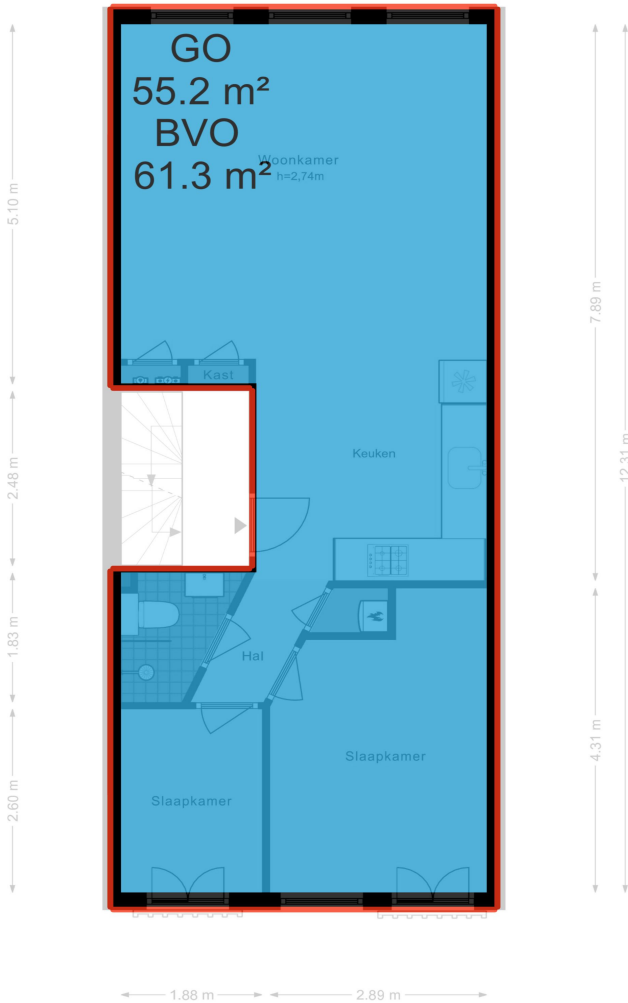 GO
55.2 m²
BVO
61.3 m²
Woonkamer
h=2,74m
5.10 m
7.89 m
12.31 m
Kast
2.48 m
Keuken
1.83 m
Hal
4.31 m
Slaapkamer
2.60 m
Slaapkamer
1.88 m
2.89 m